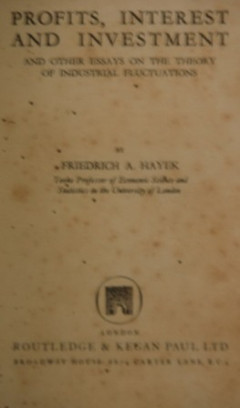 PROFITS, INTEREST
AND INVESTMENT
AND OTHER ESSAYS ON THE THEORY
OF INDUSTRIAL FLUCTUATIONS
BY
FRIEDRICH A. HAYEK
Tooke Professor of Economic Science and
Statistics in the University of London
LONDON
ROUTLEDGE & KEGAN PAUL LTD
BROADWAY HOUSE, CARTER LANE, E.C.4